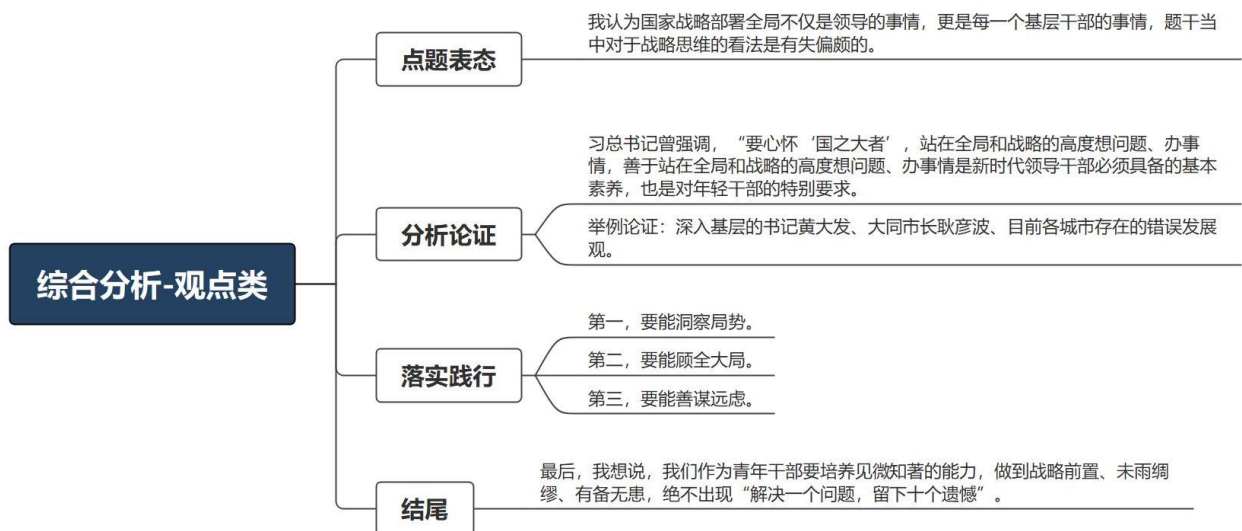 综合分析-观点类
点题表态
我认为国家战略部署全局不仅是领导的事情，更是每一个基层干部的事情，题干当
中对于战略思维的看法是有失偏颇的。
分析论证
习总书记曾强调，“要心怀‘国之大者’，站在全局和战略的高度想问题、办事
情，善于站在全局和战略的高度想问题、办事情是新时代领导干部必须具备的基本
素养，也是对年轻干部的特别要求。
举例论证：深入基层的书记黄大发、大同市长耿彦波、目前各城市存在的错误发展
观。
落实践行
第一，要能洞察局势。
第二，要能顾全大局。
第三，要能善谋远虑。
结尾
最后，我想说，我们作为青年干部要培养见微知著的能力，做到战略前置、未雨绸
缪、有备无患，绝不出现“解决一个问题，留下十个遗憾”。